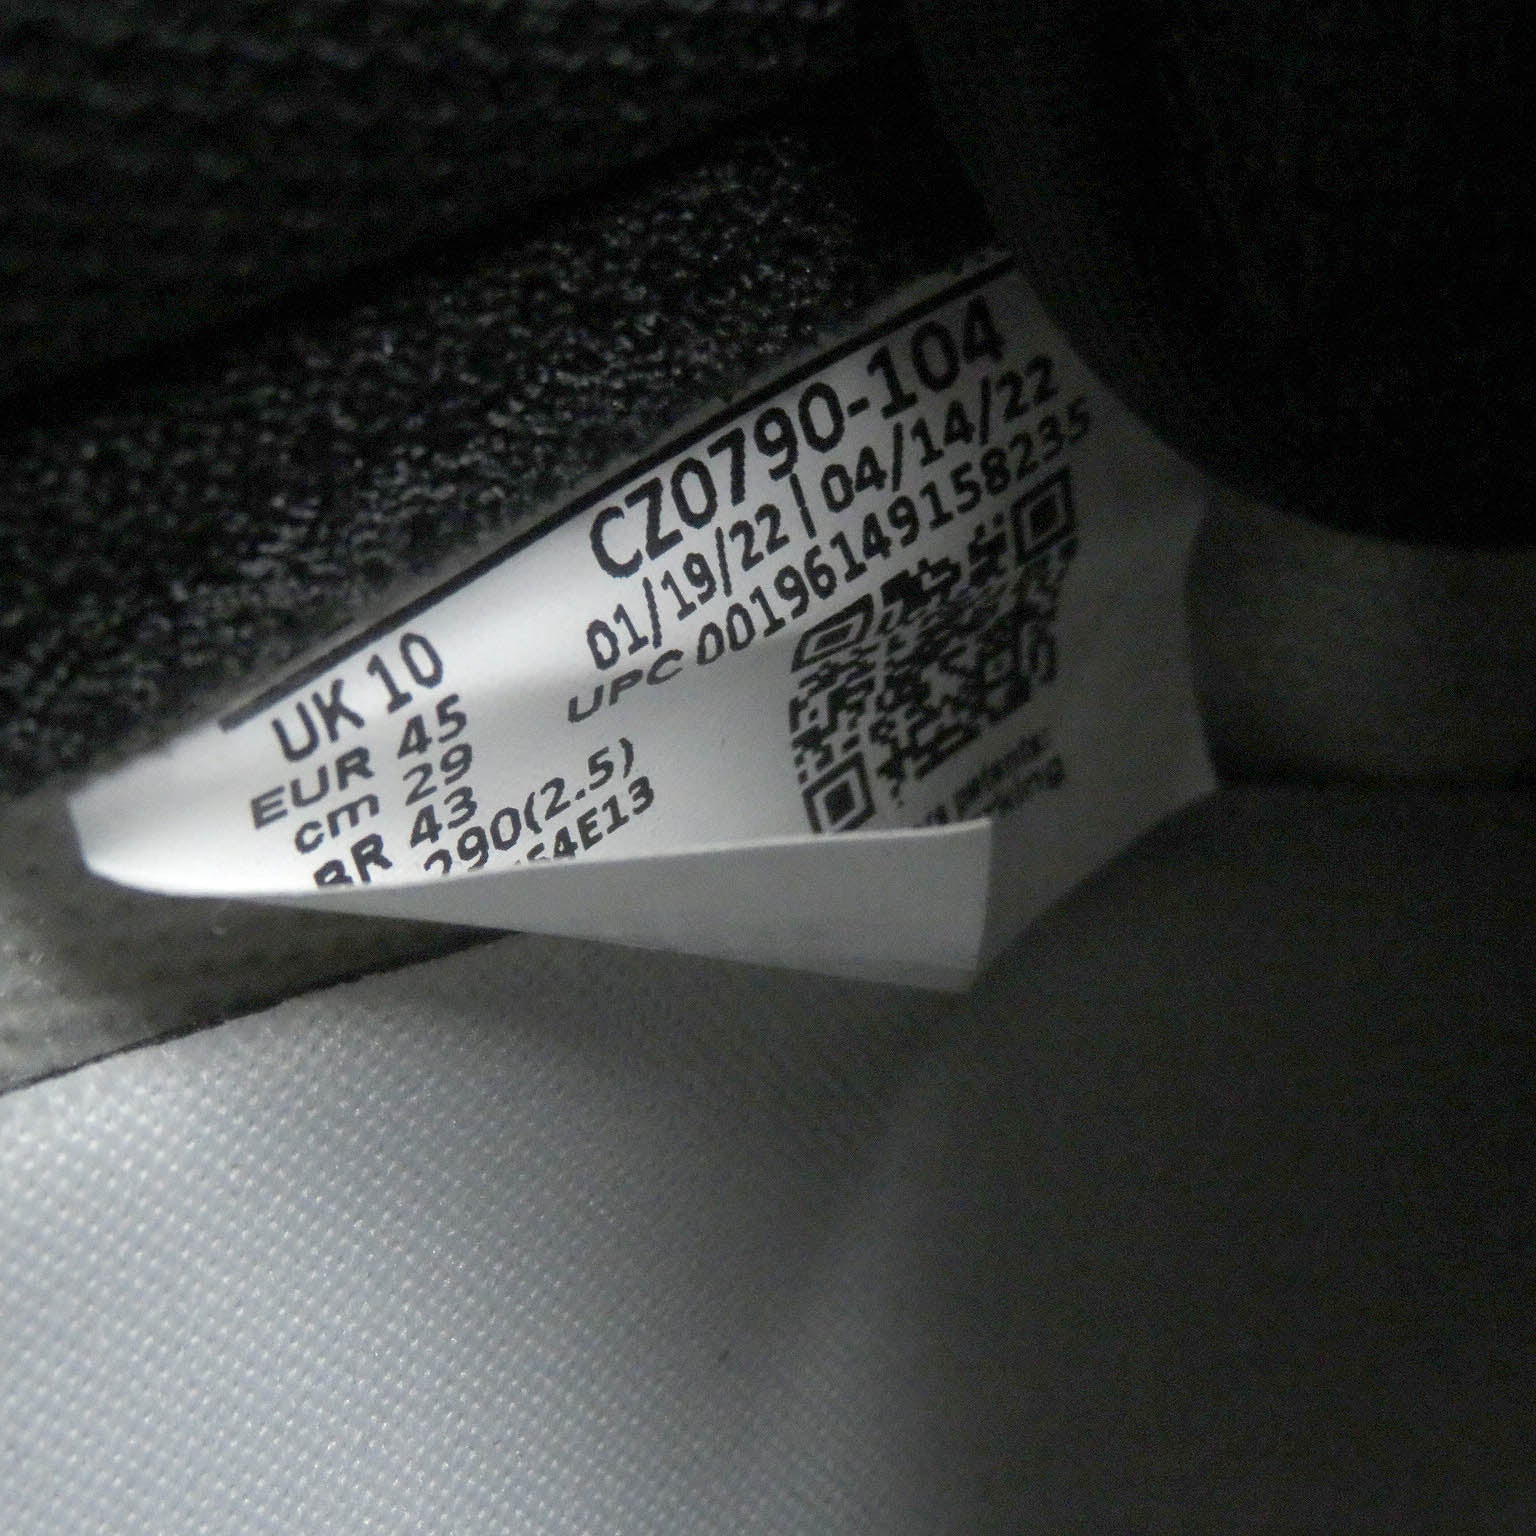 CZ0790-104
01/19/22 | 04/14/22
UPC 00196149158235
UK 10
EUR 45
cm 29
BR 43
290(2.5)